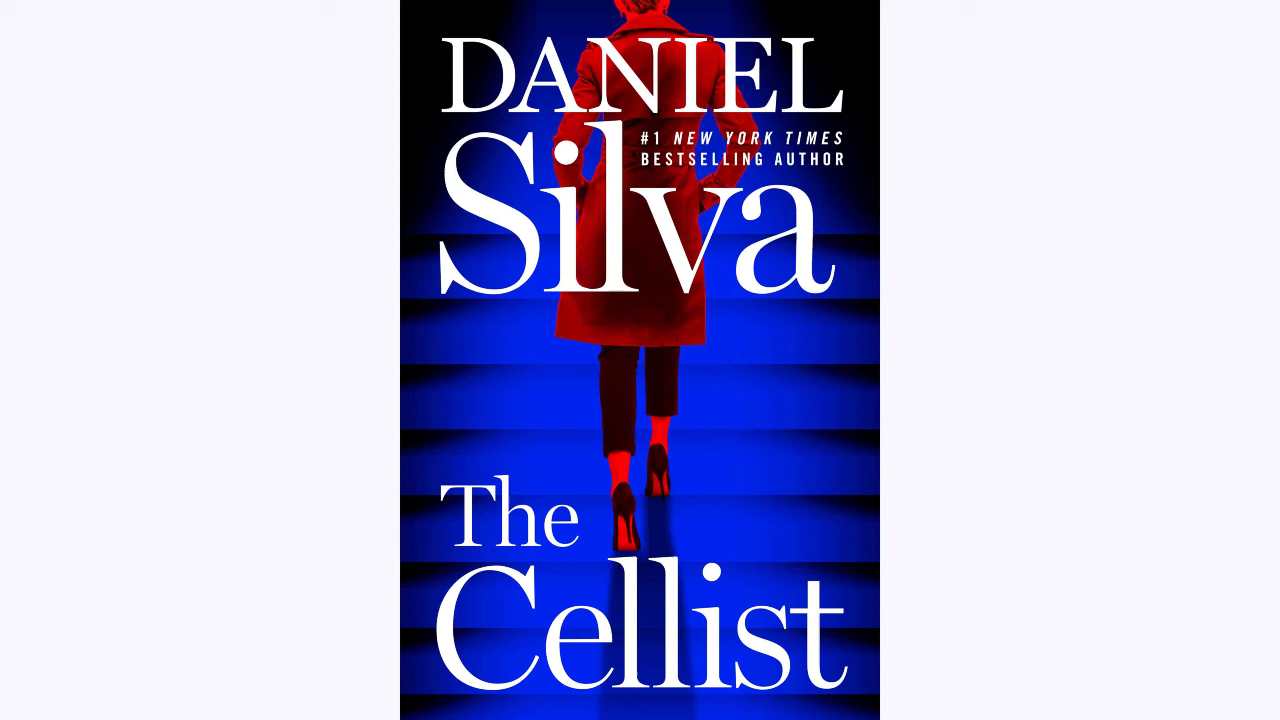 DANIEL
Silva
#1 NEW YORK TIMES
BESTSELLING AUTHOR
The
Cellist